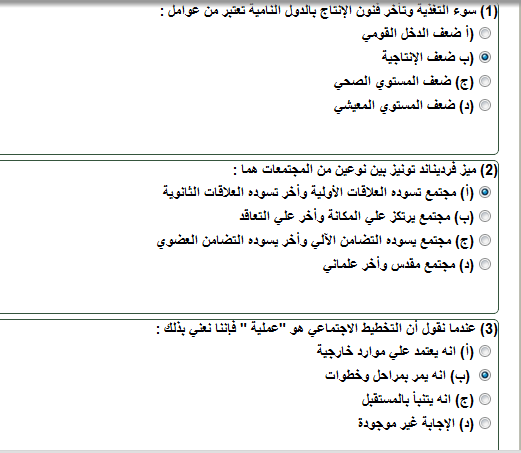 (1) سوء التغذية وتأخر فنون الإنتاج بالدول النامية تعتبر من عوامل :
(أ ضعف الدخل القومي
(ب ضعف الإنتاجية
(ج) ضعف المستوي الصحي
(د) ضعف المستوي المعيشي
(2) ميز فرديناند تونيز بين نوعين من المجتمعات هما :
(أ) مجتمع تسوده العلاقات الأولية وأخر تسوده العلاقات الثانوية
(ب) مجتمع يرتكز علي المكانة وأخر علي التعاقد
(ج) مجتمع يسوده التضامن الآلي وأخر يسوده التضامن العضوي
(د) مجتمع مقدس وأخر علماني
(3) عندما نقول أن التخطيط الاجتماعي هو "عملية " فإننا نعني بذلك :
(أ) انه يعتمد علي موارد خارجية
(ب) انه يمر بمراحل وخطوات
(ج) انه يتنبأ بالمستقبل
(د) الإجابة غير موجودة